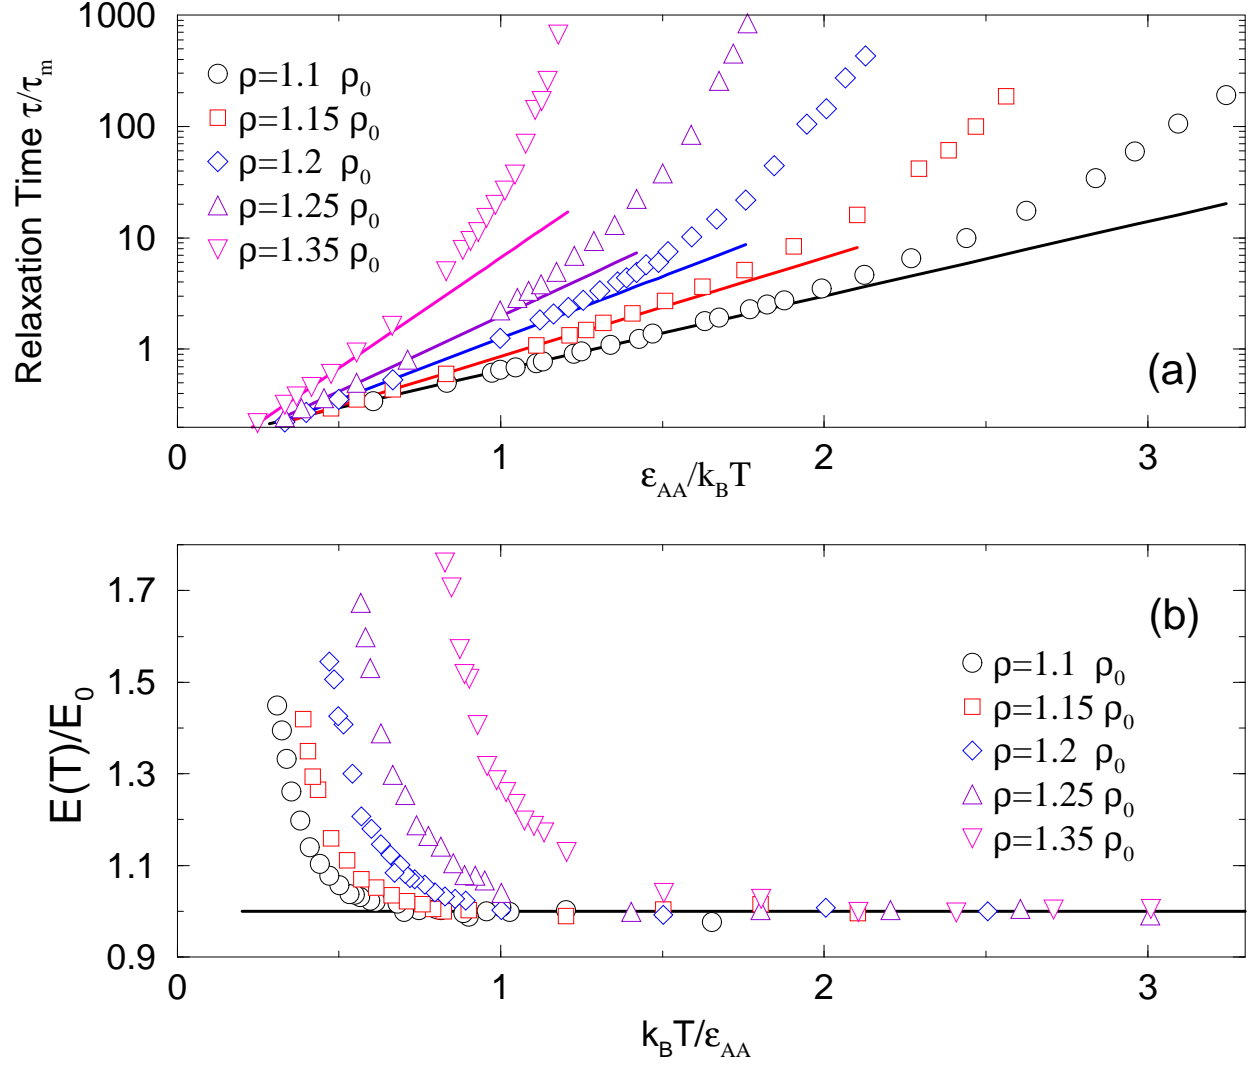 Relaxation Time τ/τm
1000
100
10
1
ρ=1.1 ρ0
ρ=1.15 ρ0
ρ=1.2 ρ0
ρ=1.25 ρ0
ρ=1.35 ρ0
(a)
0 1 2 3
εAA/kBT
E(T)/E0
1.7
1.5
1.3
1.1
0.9
(b)
ρ=1.1 ρ0
ρ=1.15 ρ0
ρ=1.2 ρ0
ρ=1.25 ρ0
ρ=1.35 ρ0
0 1 2 3
kBT/εAA